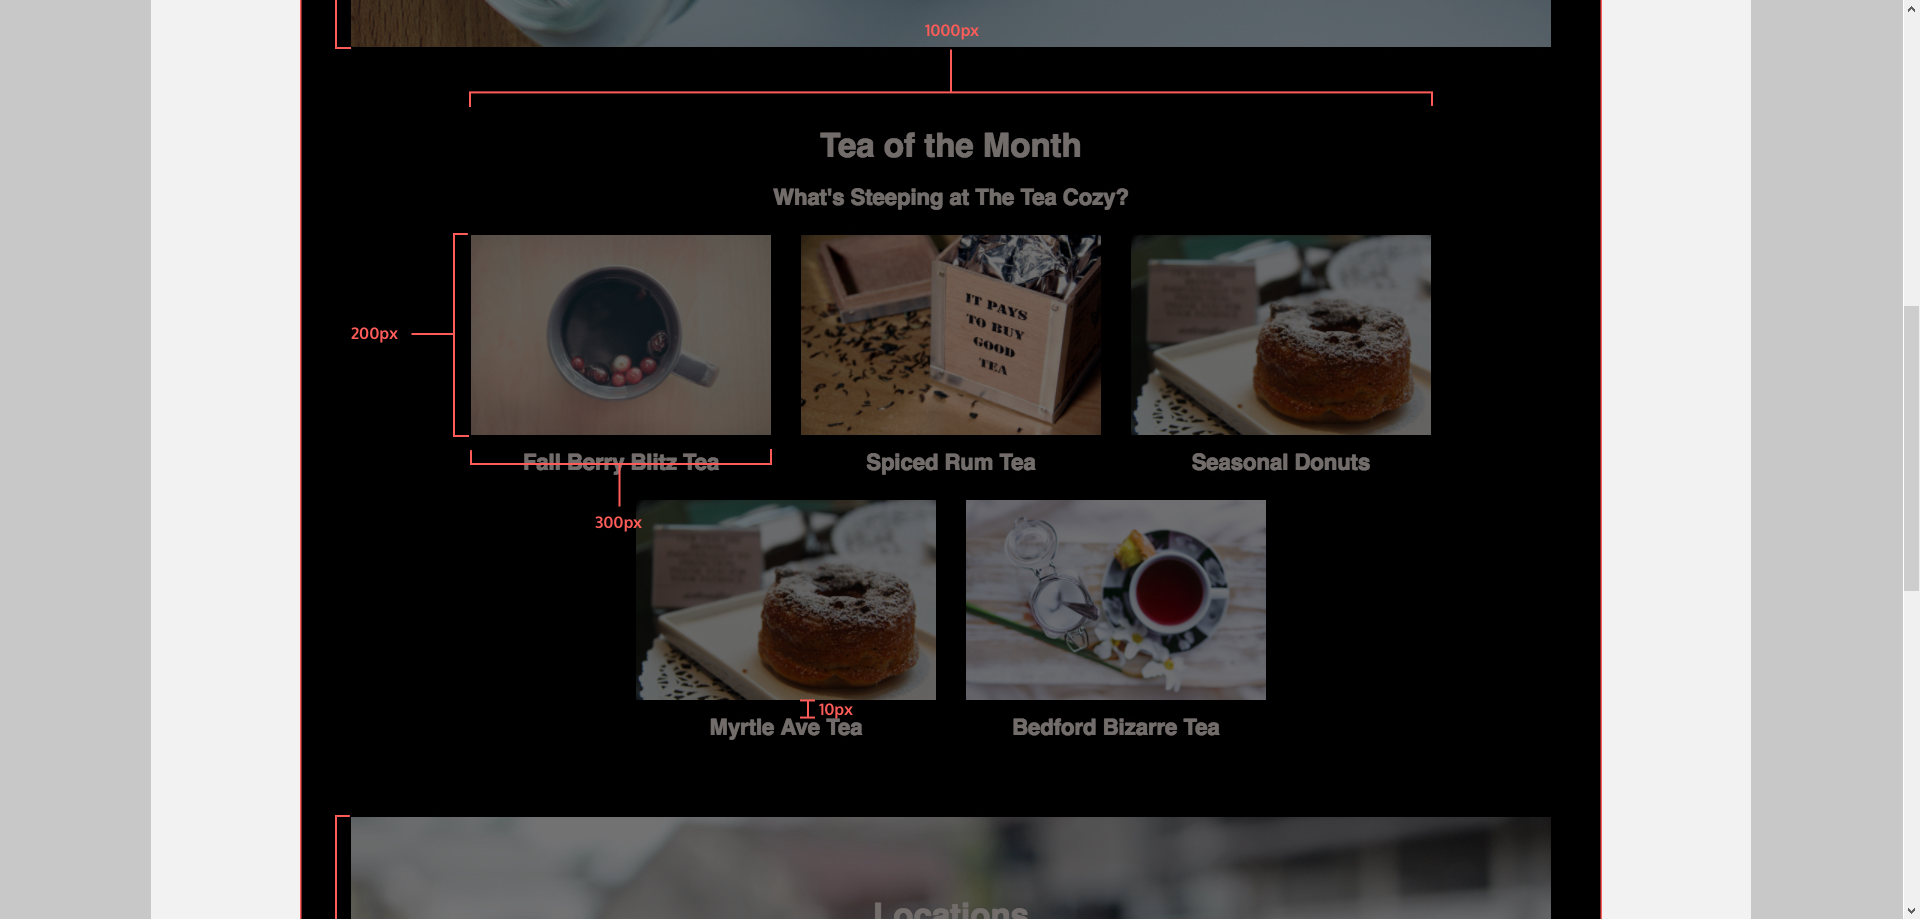 1000px
Tea of the Month
What's Steeping at The Tea Cozy?
200px
IT PAYS
TO BUY
GOOD
TEA
Fall Berry Blitz Tea
Spiced Rum Tea
Seasonal Donuts
300px
10px
Myrtle Ave Tea
Bedford Bizarre Tea
Locations